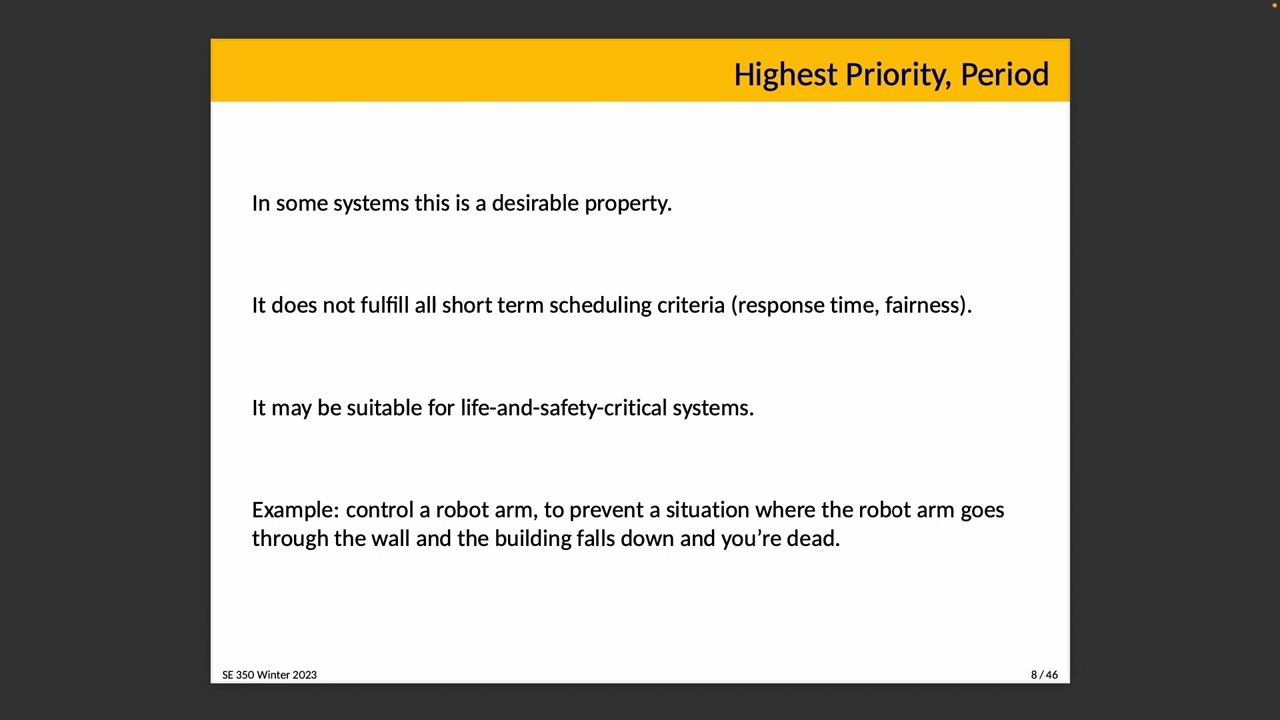 Highest Priority, Period
In some systems this is a desirable property.
It does not fulfill all short term scheduling criteria (response time, fairness).
It may be suitable for life-and-safety-critical systems.
Example: control a robot arm, to prevent a situation where the robot arm goes
through the wall and the building falls down and you’re dead.
SE 350 Winter 2023
8 / 46